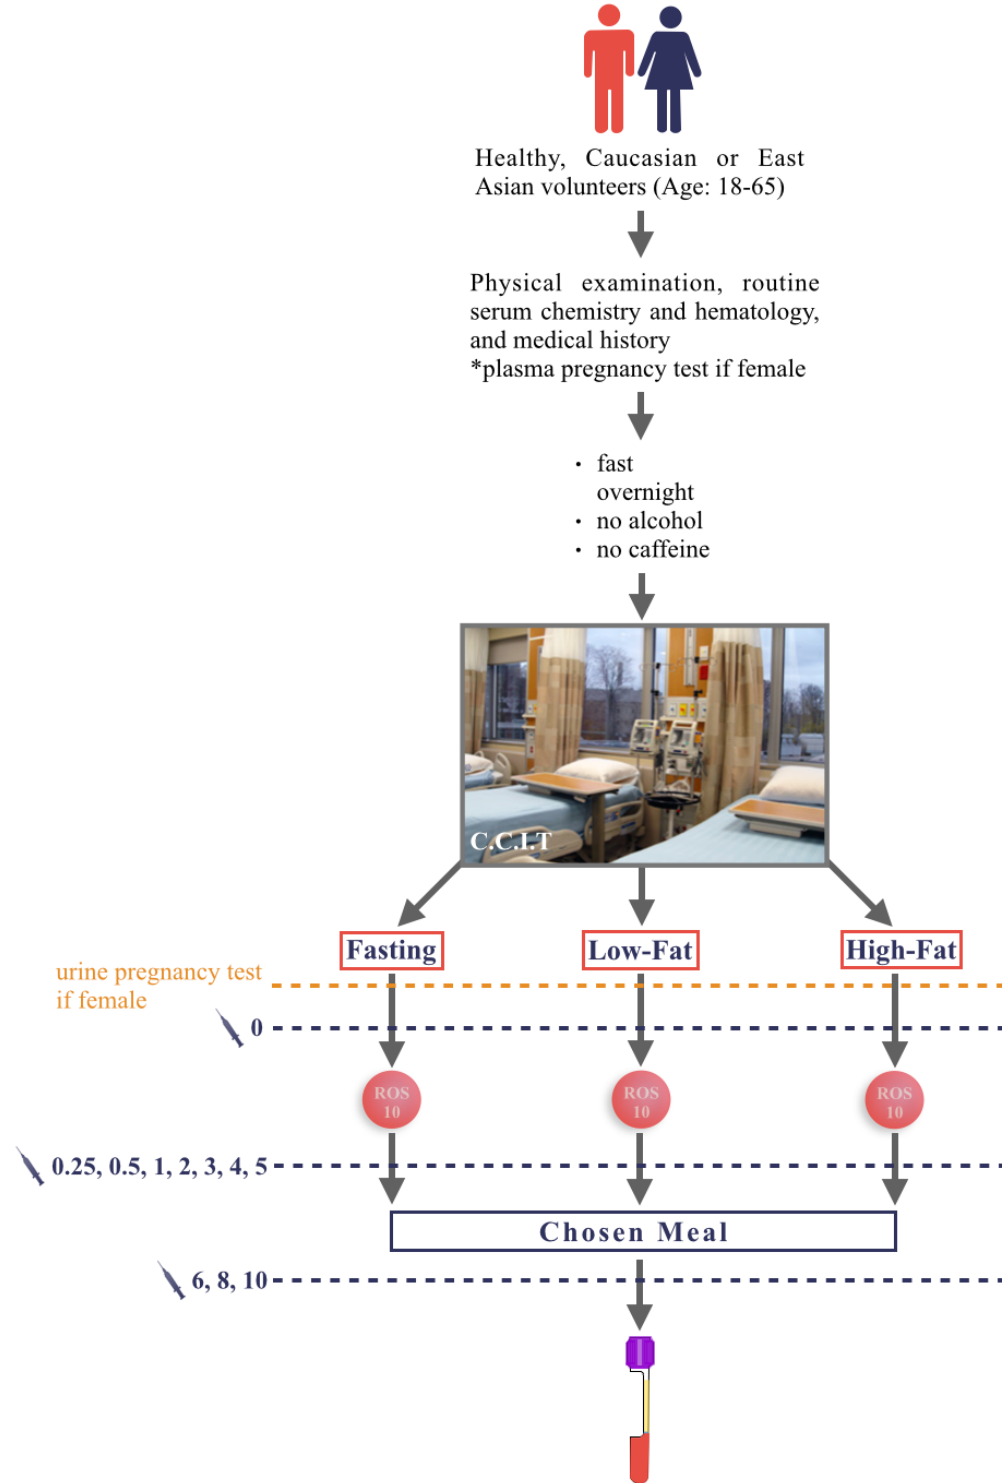 Healthy, Caucasian or East
Asian volunteers (Age: 18-65)
Physical examination, routine
serum chemistry and hematology,
and medical history
*plasma pregnancy test if female
· fast
overnight
· no alcohol
· no caffeine
C.C.I.T
Fasting
Low-Fat
High-Fat
urine pregnancy test
if female
0
ROS
10
ROS
10
ROS
10
0.25, 0.5, 1, 2, 3, 4, 5
Chosen Meal
6, 8, 10